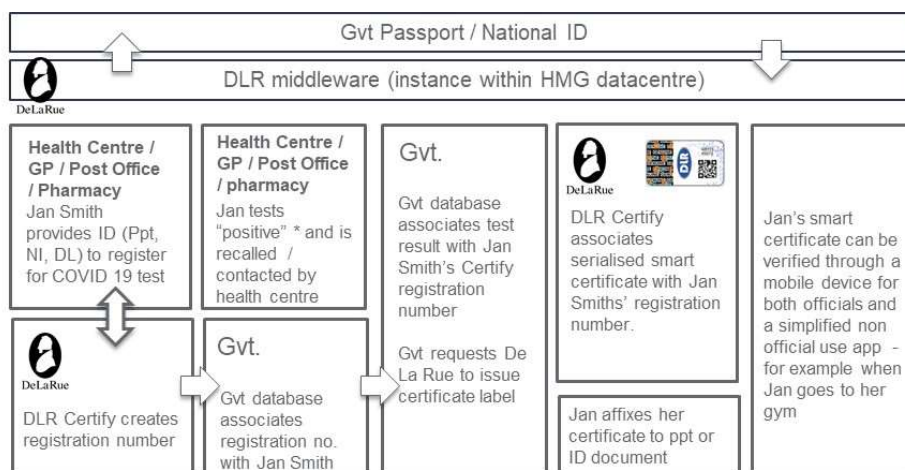 Gvt Passport / National ID
DLR middleware (instance within HMG datacentre)
DeLaRue
Health Centre /
GP / Post Office
/ Pharmacy
Jan Smith
provides ID (Ppt,
NI, DL) to register
for COVID 19 test
Health Centre /
GP / Post Office
/ pharmacy
Jan tests
“positive” * and is
recalled /
contacted by
health centre
DeLaRue
DLR Certify creates
registration number
Gvt.
Gvt database
associates
registration no.
with Jan Smith
Gvt.
Gvt database
associates test
result with Jan
Smith’s Certify
registration
number
Gvt requests De
La Rue to issue
certificate label
DeLaRue
DLR
DLR Certify
associates
serialised smart
certificate with Jan
Smiths’ registration
number.
Jan affixes her
certificate to ppt or
ID document
Jan’s smart
certificate can be
verified through a
mobile device for
both officials and
a simplified non
official use app -
for example when
Jan goes to her
gym